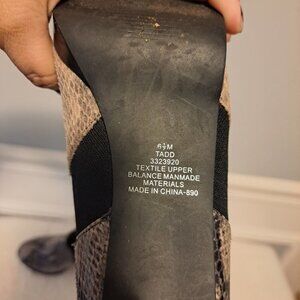 6½M
TADD
3323920
TEXTILE UPPER
BALANCE MANMADE
MATERIALS
MADE IN CHINA-890